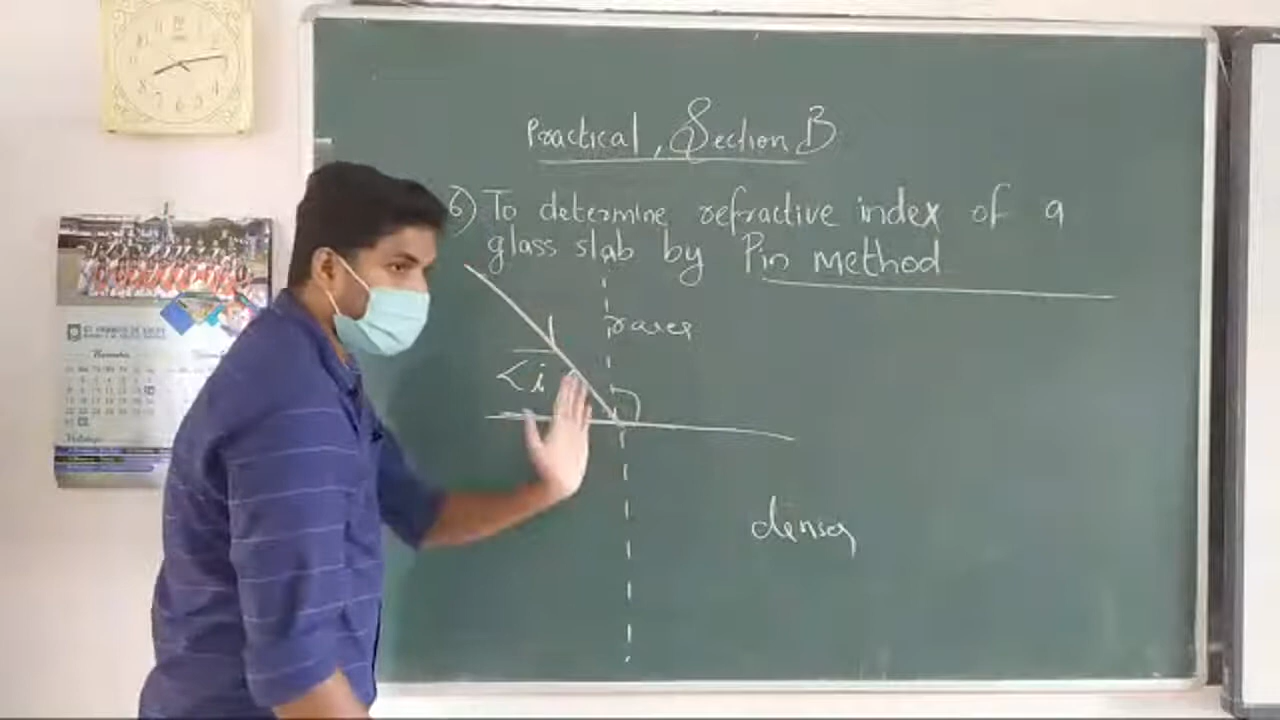 Practical, Section B
6) To determine refractive index of a
glass slab by Pin method
rarer
<i
denser